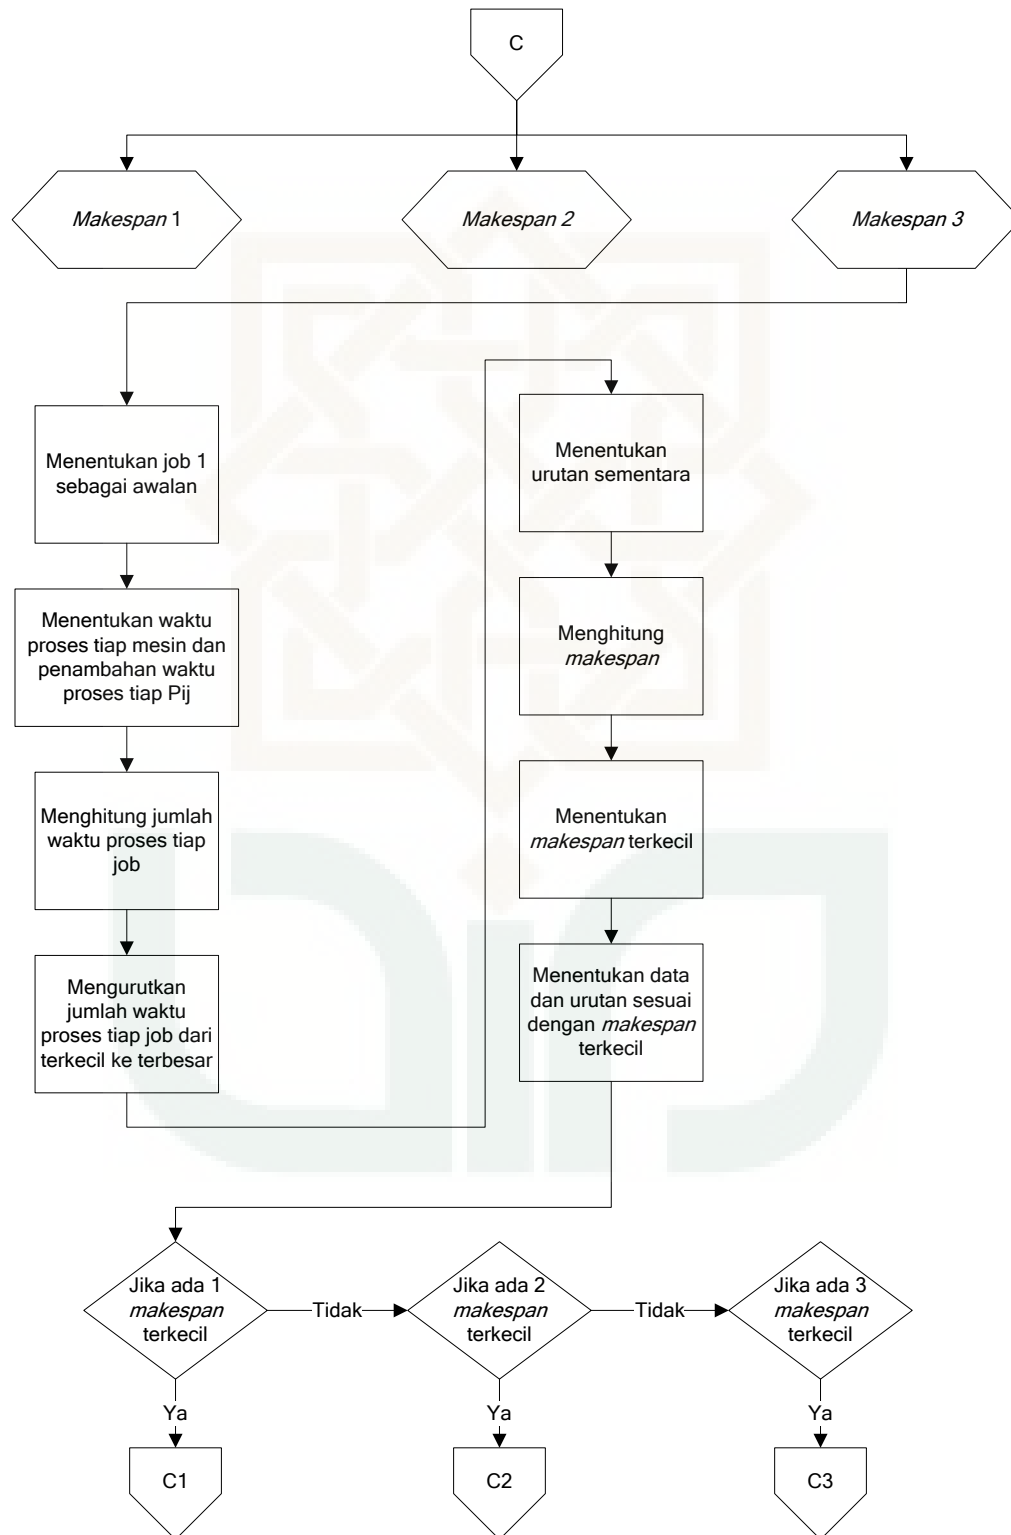 C
Makespan 1
Makespan 2
Makespan 3
Menentukan job 1
sebagai awalan
Menentukan waktu
proses tiap mesin dan
penambahan waktu
proses tiap Pij
Menghitung jumlah
waktu proses tiap
job
Mengurutkan
jumlah waktu
proses tiap job dari
terkecil ke terbesar
Menentukan
urutan sementara
Menghitung
makespan
Menentukan
makespan terkecil
Menentukan data
dan urutan sesuai
dengan makespan
terkecil
Jika ada 1
makespan
terkecil
Tidak
Jika ada 2
makespan
terkecil
Tidak
Jika ada 3
makespan
terkecil
Ya
Ya
Ya
C1
C2
C3